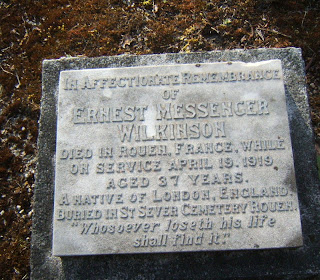 IN AFFECTIONATE REMEMBRANCE
OF
ERNEST MESSENGER
WILKINSON
DIED IN ROUEN, FRANCE, WHILE
ON SERVICE APRIL 19, 1919
AGED 37 YEARS.
A NATIVE OF LONDON, ENGLAND.
BURIED IN ST SEVER CEMETERY ROUEN.
"Whosoever loseth his life
shall find it"